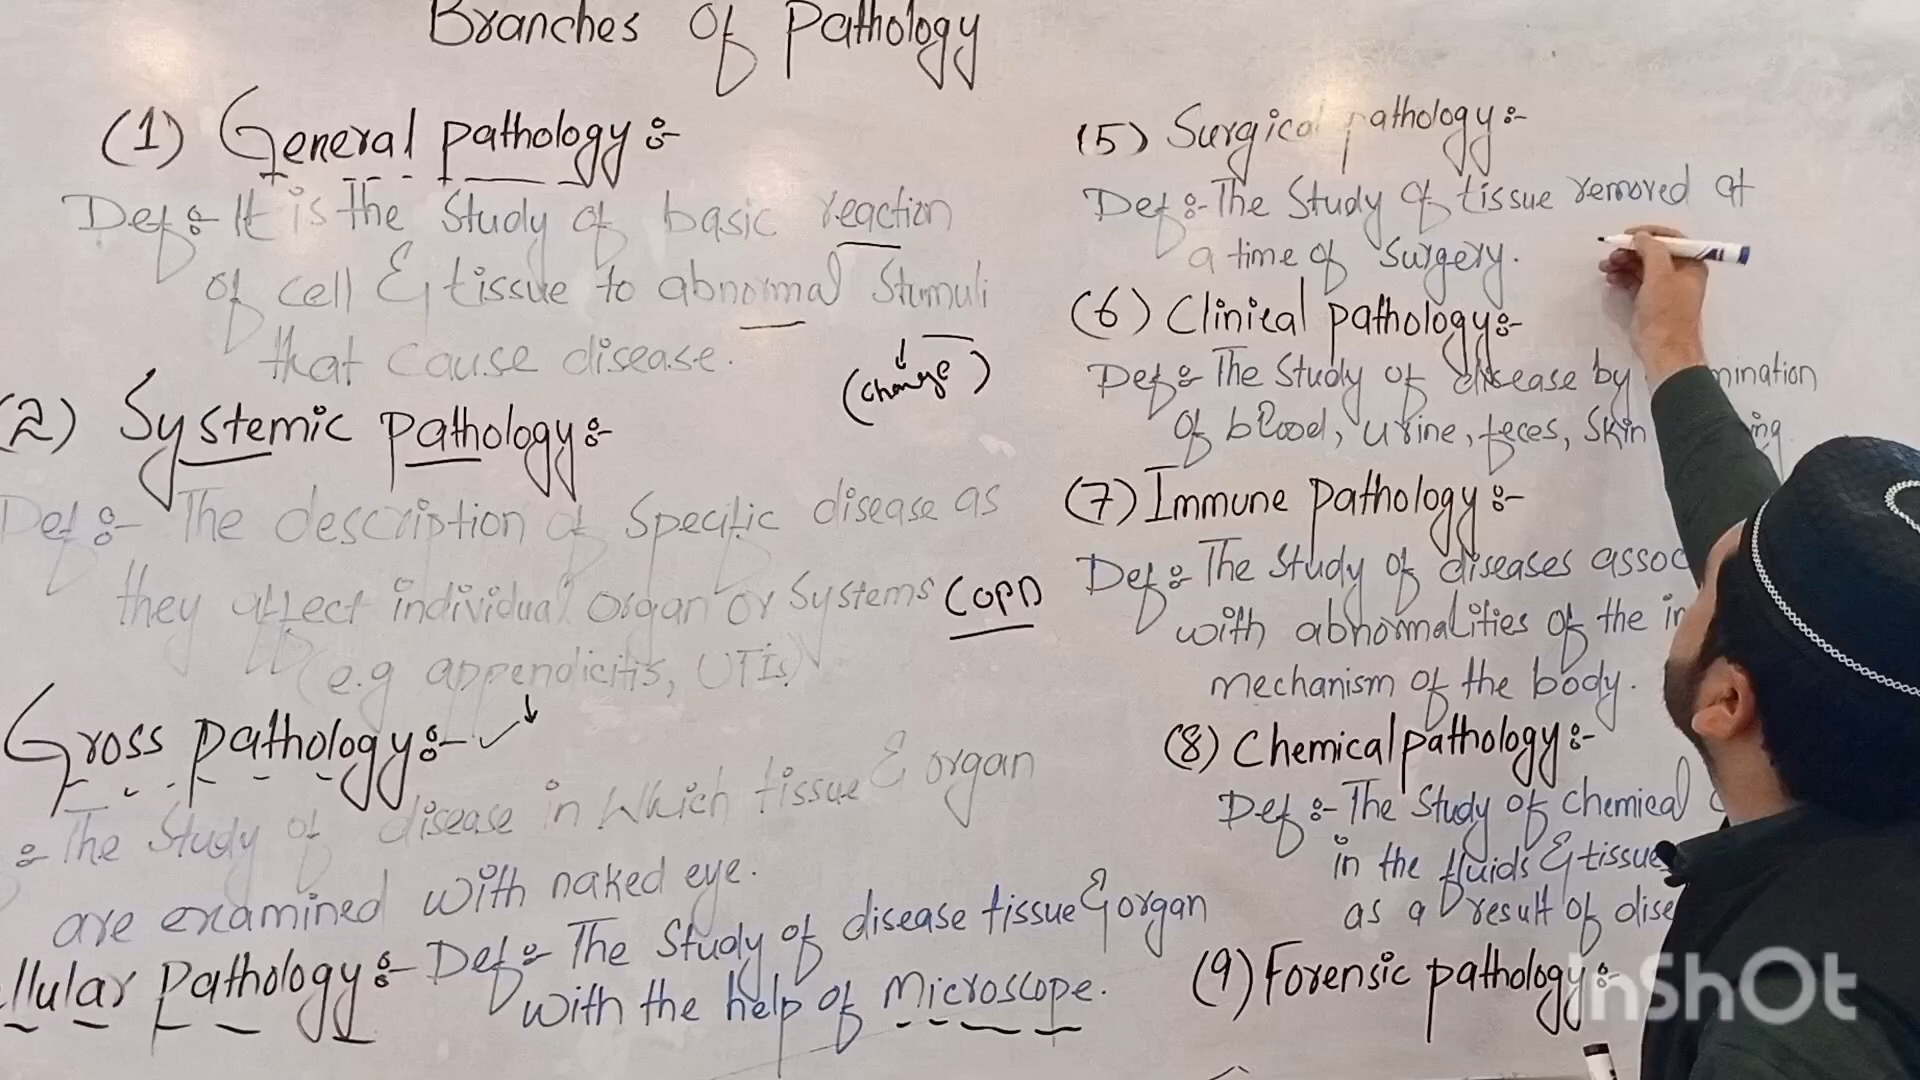 Branches Of Pathology
(1) General pathology:-
Def:- It is the Study of basic reaction
of cell & tissue to abnormal Stimuli
that cause disease.
(change)
(2) Systemic pathology:-
Def:- The description of Specific disease as
they affect individual organ or Systems COPD
(e.g appendicitis, UTIs)
Gross pathology:-
:- The Study of disease in which tissue & organ
are examined with naked eye.
llular pathology:- Def:- The Study of disease tissue & organ
with the help of Microscope.
(5) Surgical pathology:-
Def:- The Study of tissue removed at
a time of Surgery.
(6) Clinical pathology:-
Def:- The Study of disease by mination
of blood, urine, feces, Skin ing.
(7) Immune pathology:-
Def:- The Study of diseases assoc
with abnormalities of the
mechanism of the body.
(8) Chemical pathology:-
Def:- The Study of chemical
in the fluids & tissue
as a result of dise
(9) Forensic pathology:-
InShOt